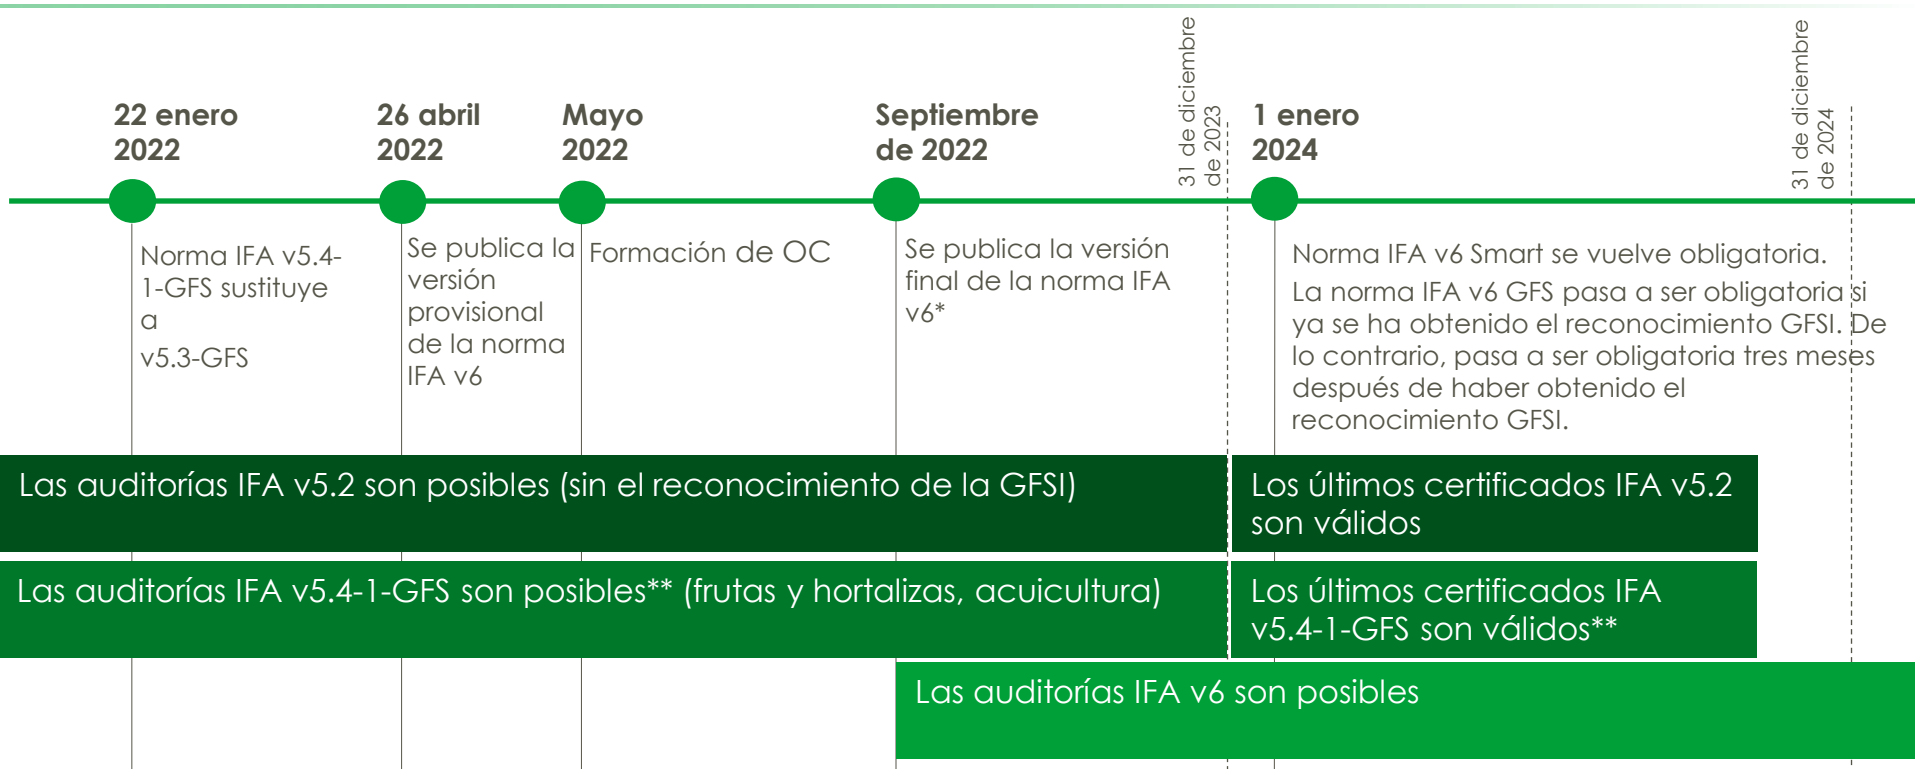 22 enero
2022
26 abril
2022
Mayo
2022
Septiembre
de 2022
31 de diciembre
de 2023
1 enero
2024
31 de diciembre
de 2024
Norma IFA v5.4-
1-GFS sustituye
a
v5.3-GFS
Se publica la
versión
provisional
de la norma
IFA v6
Formación de OC
Se publica la versión
final de la norma IFA
v6*
Norma IFA v6 Smart se vuelve obligatoria.
La norma IFA v6 GFS pasa a ser obligatoria si
ya se ha obtenido el reconocimiento GFSI. De
lo contrario, pasa a ser obligatoria tres meses
después de haber obtenido el
reconocimiento GFSI.
Las auditorías IFA v5.2 son posibles (sin el reconocimiento de la GFSI)
Los últimos certificados IFA v5.2
son válidos
Las auditorías IFA v5.4-1-GFS son posibles** (frutas y hortalizas, acuicultura)
Los últimos certificados IFA
v5.4-1-GFS son válidos**
Las auditorías IFA v6 son posibles